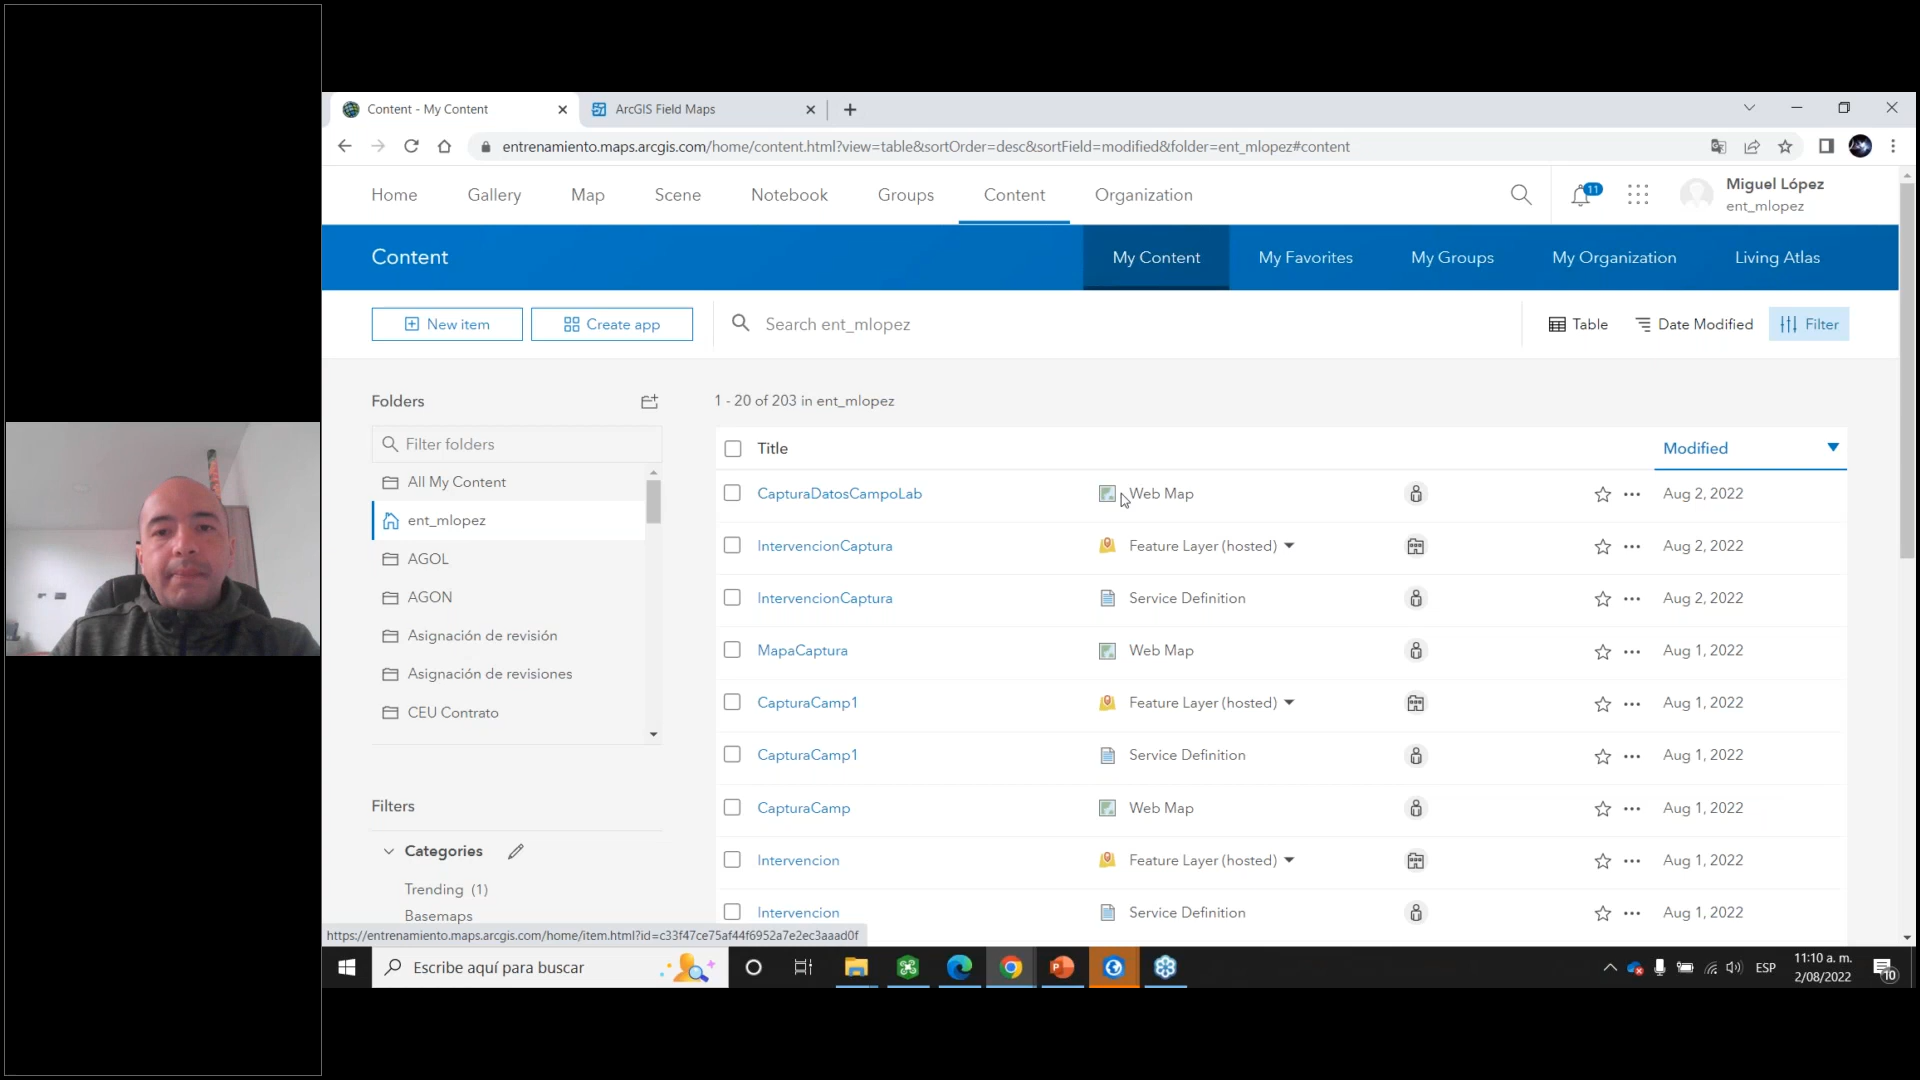 Content - My Content
ArcGIS Field Maps
entrenamiento.maps.arcgis.com/home/content.html?view=table&sortOrder=desc&sortField=modified&folder=ent_mlopez#content
Home Gallery Map Scene Notebook Groups Content Organization
11
Miguel López
ent_mlopez
Content
My Content My Favorites My Groups My Organization Living Atlas
New item Create app Search ent_mlopez Table Date Modified Filter
Folders
Filter folders
All My Content
ent_mlopez
AGOL
AGON
Asignación de revisión
Asignación de revisiones
CEU Contrato
Filters
Categories
Trending (1)
Basemaps
1 - 20 of 203 in ent_mlopez
Title Modified
CapturaDatosCampoLab Web Map Aug 2, 2022
IntervencionCaptura Feature Layer (hosted) Aug 2, 2022
IntervencionCaptura Service Definition Aug 2, 2022
MapaCaptura Web Map Aug 1, 2022
CapturaCamp1 Feature Layer (hosted) Aug 1, 2022
CapturaCamp1 Service Definition Aug 1, 2022
CapturaCamp Web Map Aug 1, 2022
Intervencion Feature Layer (hosted) Aug 1, 2022
Intervencion Service Definition Aug 1, 2022
https://entrenamiento.maps.arcgis.com/home/item.html?id=c33f47ce75af44f6952a7e2ec3aaad0f
Escribe aquí para buscar
ESP
11:10 a. m.
2/08/2022
10